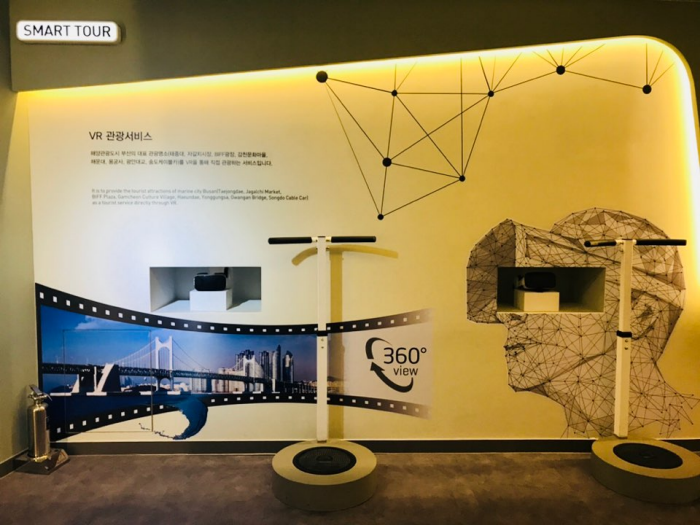 SMART TOUR
VR 관광서비스
해양관광도시 부산의 대표 관광명소(태종대, 자갈치시장, BIFF광장, 감천문화마을,
해운대, 용궁사, 광안대교, 송도케이블카)를 VR을 통해 직접 관광하는 서비스입니다.
It is to provide the tourist attractions of marine city Busan(Taejongdae, Jagalchi Market,
BIFF Plaza, Gamcheon Cultural Village, Haeundae, Yonggungsa, Gwangan Bridge, Songdo Cable Car)
as a tourist service directly through VR.
360°
view